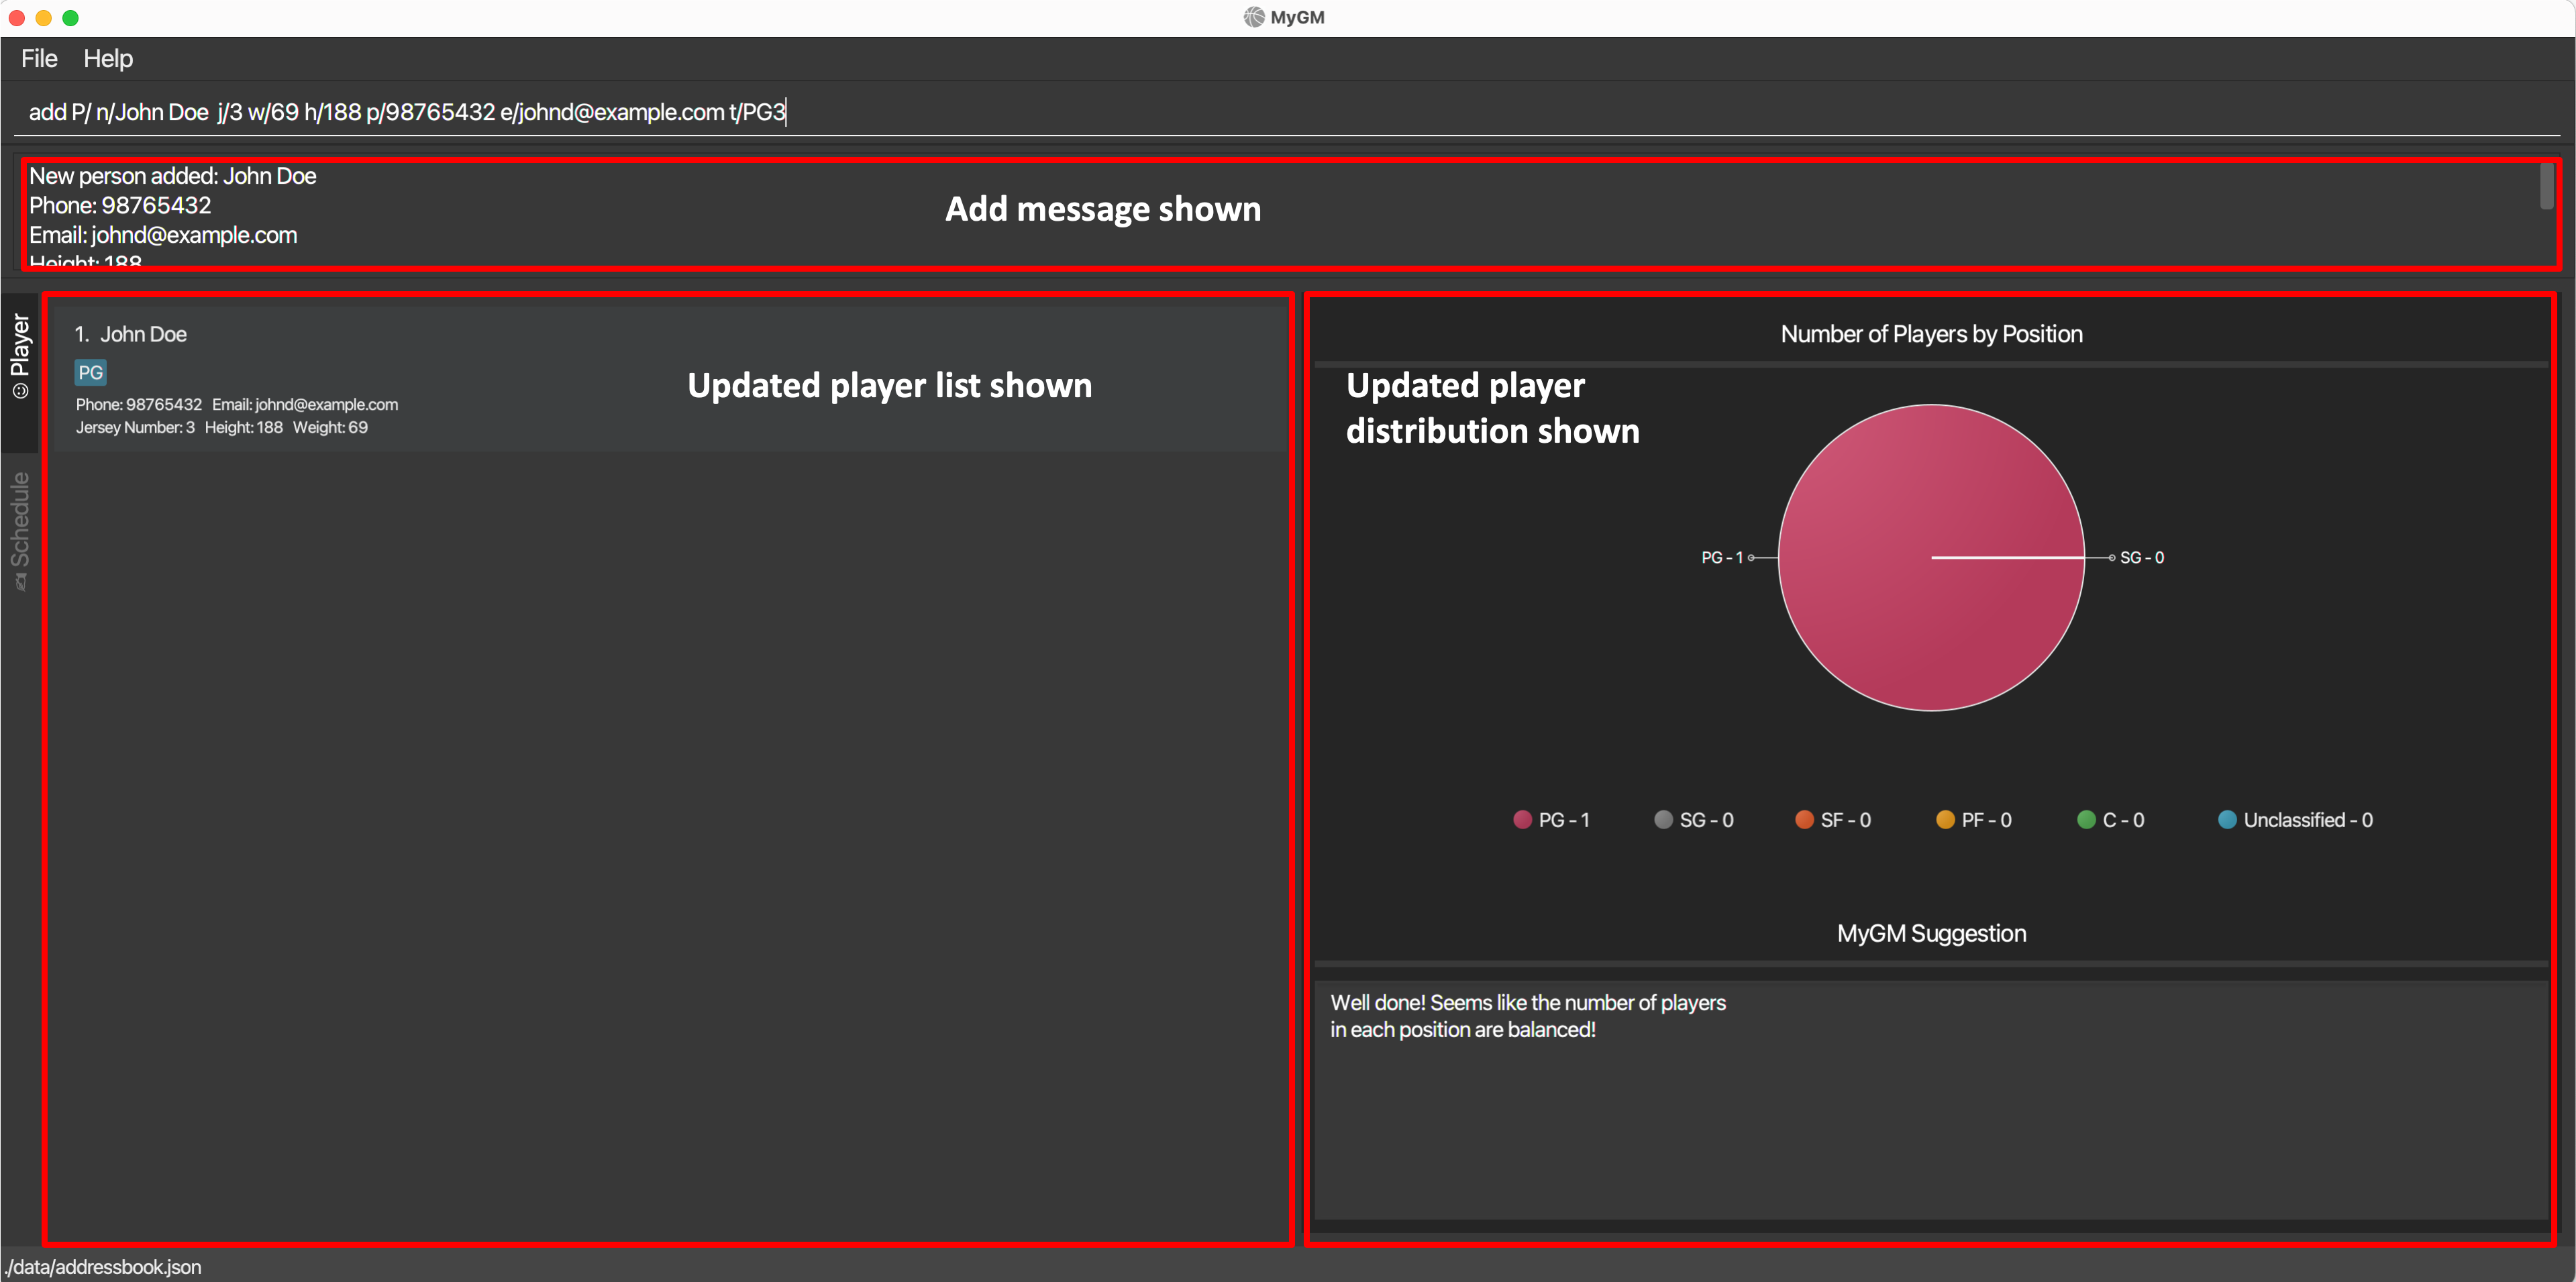 MyGM
File Help
add P/ n/John Doe  j/3 w/69 h/188 p/98765432 e/johnd@example.com t/PG3
New person added: John Doe
Phone: 98765432
Email: johnd@example.com
Height: 188
Add message shown
Player
Schedule
1. John Doe
PG
Phone: 98765432 Email: johnd@example.com
Jersey Number: 3 Height: 188 Weight: 69
Updated player list shown
Number of Players by Position
Updated player
distribution shown
PG - 1
SG - 0
PG - 1 SG - 0 SF - 0 PF - 0 C - 0 Unclassified - 0
MyGM Suggestion
Well done! Seems like the number of players
in each position are balanced!
./data/addressbook.json